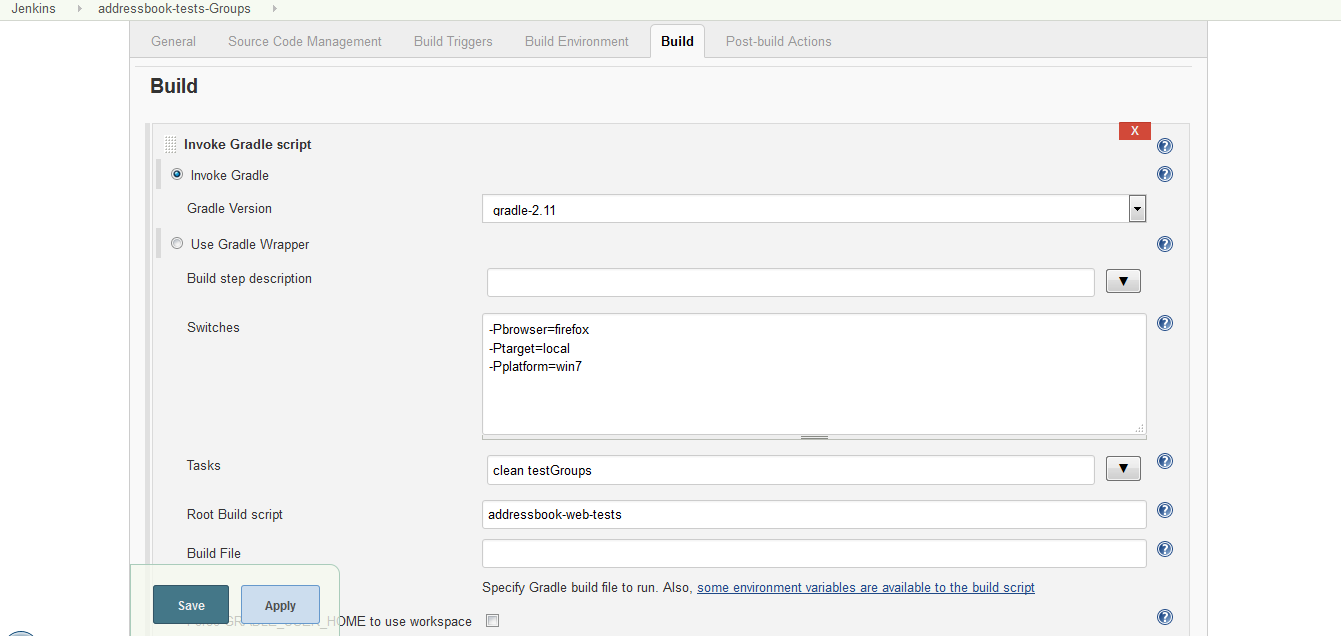 Jenkins addressbook-tests-Groups
General Source Code Management Build Triggers Build Environment Build Post-build Actions
Build
X
Invoke Gradle script
Invoke Gradle
Gradle Version gradle-2.11
Use Gradle Wrapper
Build step description
Switches
-Pbrowser=firefox
-Ptarget=local
-Pplatform=win7
Tasks clean testGroups
Root Build script addressbook-web-tests
Build File
Specify Gradle build file to run. Also, some environment variables are available to the build script
Save Apply
Force GRADLE_USER_HOME to use workspace